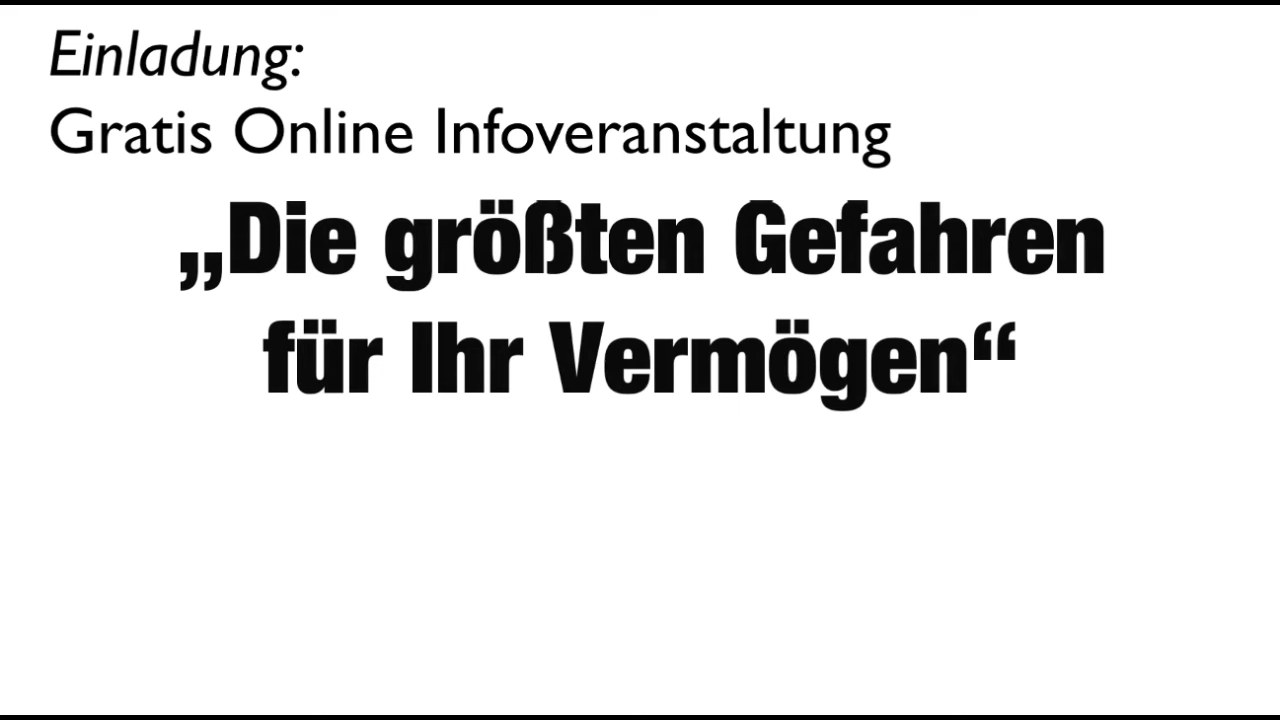 Einladung:
Gratis Online Infoveranstaltung
„Die größten Gefahren
für Ihr Vermögen“